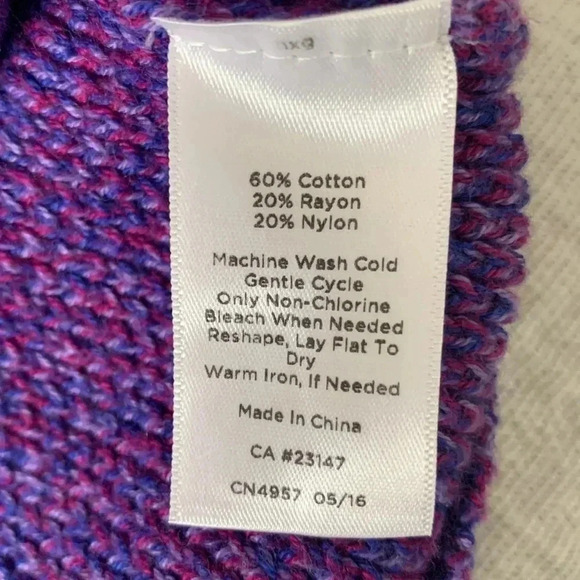 60% Cotton
20% Rayon
20% Nylon
Machine Wash Cold
Gentle Cycle
Only Non-Chlorine
Bleach When Needed
Reshape, Lay Flat To
Dry
Warm Iron, If Needed
Made In China
CA #23147
CN4957 05/16